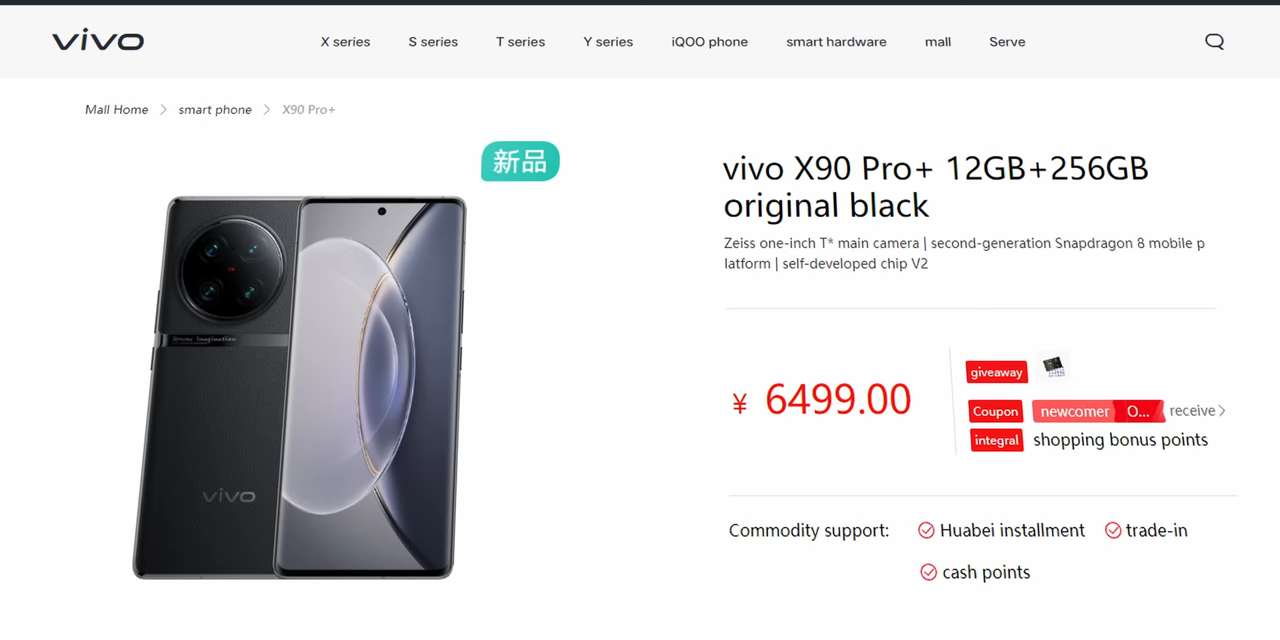 vivo
X series
S series
T series
Y series
iQOO phone
smart hardware
mall
Serve
Mall Home
smart phone
X90 Pro+
新品
vivo X90 Pro+ 12GB+256GB
original black
Zeiss one-inch T* main camera | second-generation Snapdragon 8 mobile p
latform | self-developed chip V2
¥ 6499.00
giveaway
Coupon
newcomer
O...
receive
integral
shopping bonus points
Commodity support:
Huabei installment
trade-in
cash points
vivo